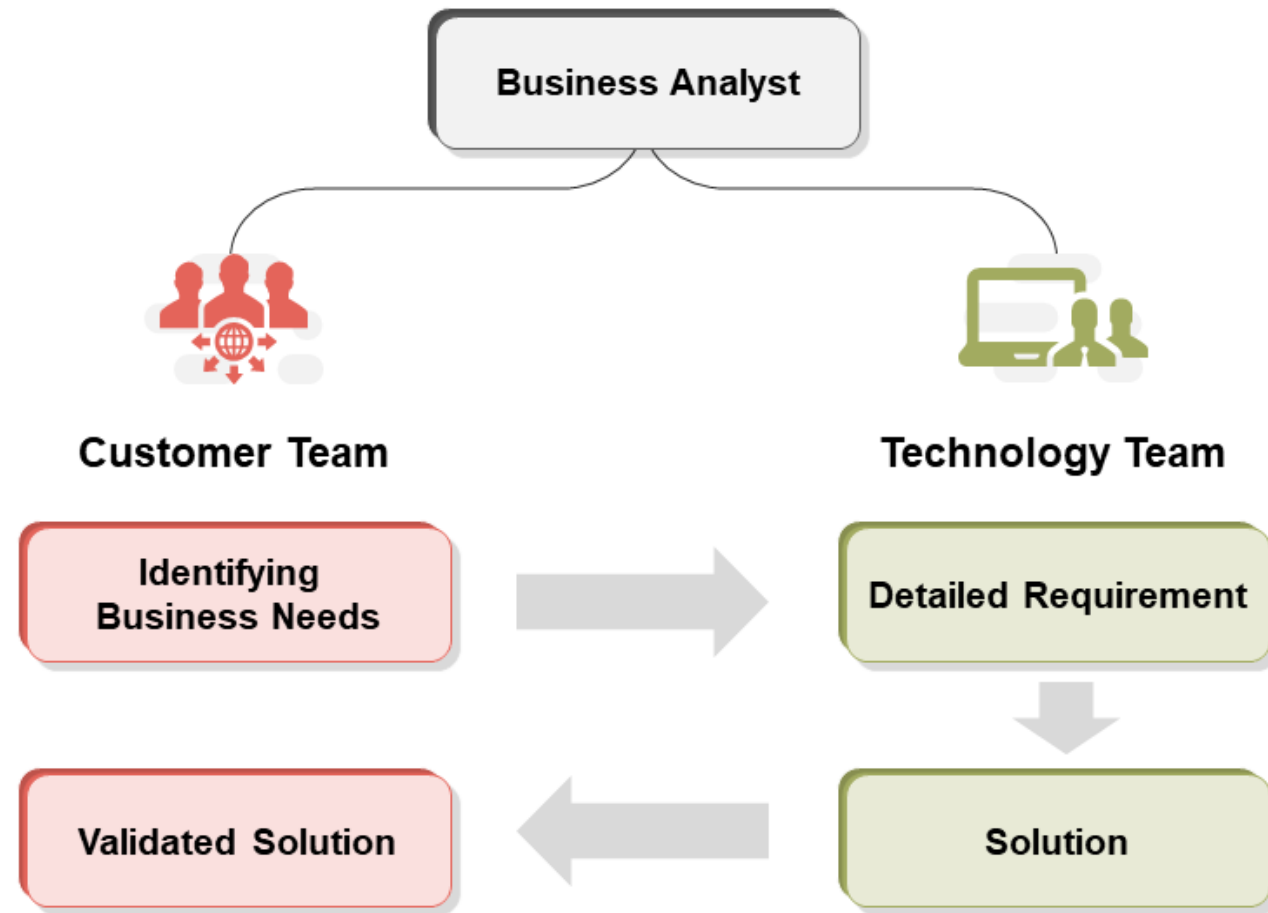 Business Analyst
Customer Team
Technology Team
Identifying
Business Needs
Detailed Requirement
Validated Solution
Solution